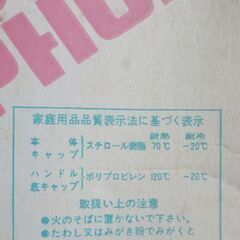 家庭用品品質表示法に基づく表示
耐熱 耐冷
本体 スチロール樹脂 70℃ -20℃
キャップ
ハンドル ポリプロピレン 120℃ -20℃
底キャップ
取扱い上の注意
●火のそばに置かないで下さい。
●たわし又はみがき粉でみがくと